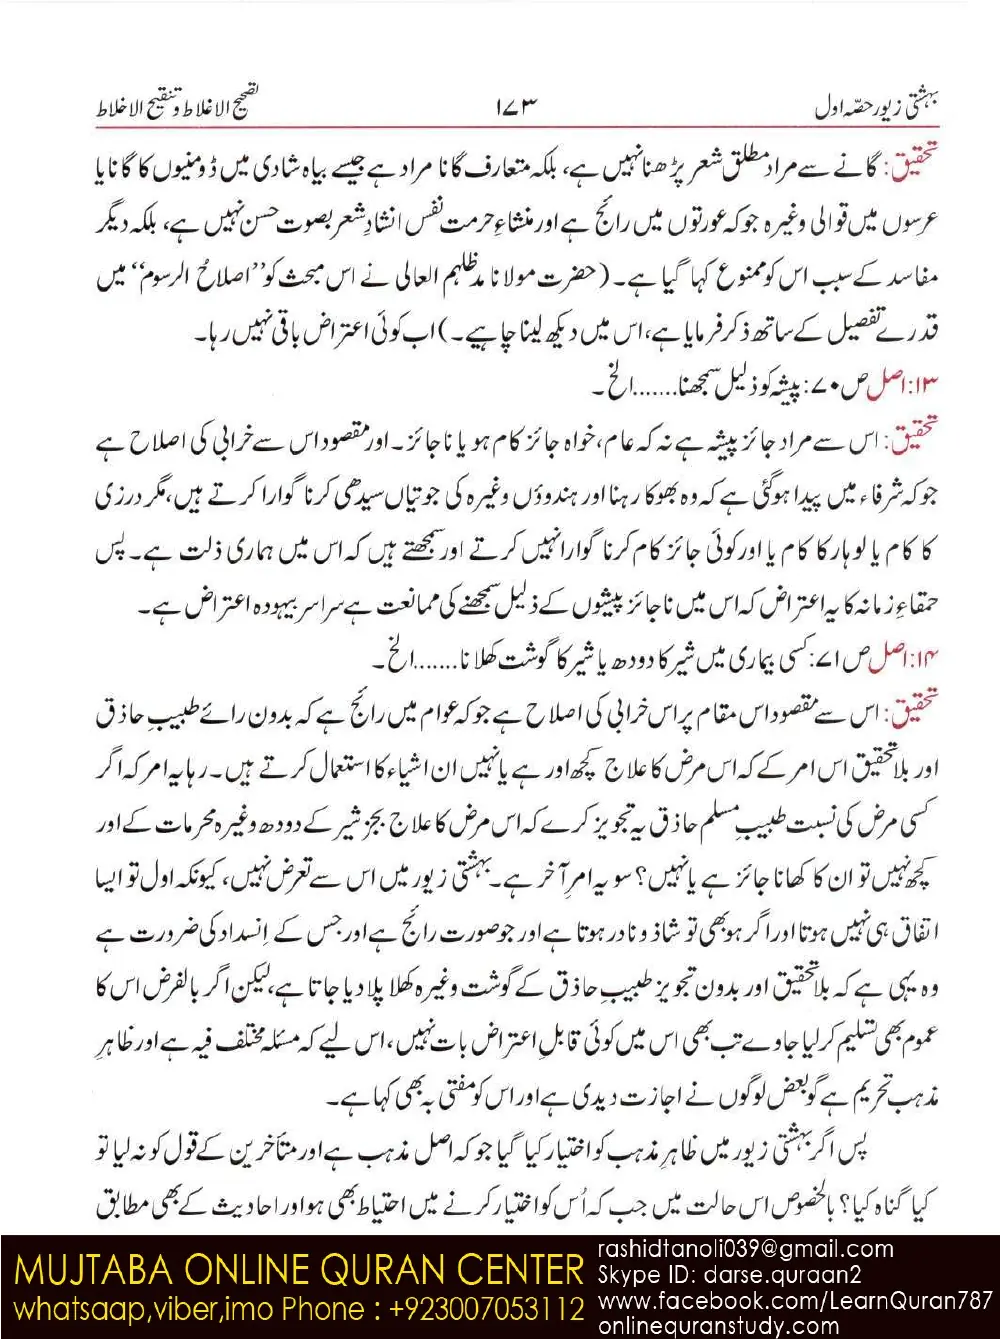 بہشتی زیور حصّہ اول ۱۷۳ تصحیح الاغلاط و تنقیح الاخلاط
تحقیق: گانے سے مراد مطلق شعر پڑھنا نہیں ہے، بلکہ متعارف گانا مراد ہے جیسے بیاہ شادی میں ڈومنیوں کا گانا یا
عرسوں میں قوالی وغیرہ جو کہ عورتوں میں رائج ہے اور منشاءِ حرمت نفس انشادِ شعر بصوت حسن نہیں ہے، بلکہ دیگر
مفاسد کے سبب اس کو ممنوع کہا گیا ہے۔ (حضرت مولانا مدظلہم العالی نے اس مبحث کو ”اصلاحُ الرسوم“ میں
قدرے تفصیل کے ساتھ ذکر فرمایا ہے، اس میں دیکھ لینا چاہیے۔) اب کوئی اعتراض باقی نہیں رہا۔
۱۳: اصل ص ۷۰: پیشہ کو ذلیل سمجھنا.......الخ۔
تحقیق: اس سے مراد جائز پیشہ ہے نہ کہ عام، خواہ جائز کام ہو یا ناجائز۔ اور مقصود اس سے خرابی کی اصلاح ہے
جو کہ شرفاء میں پیدا ہوگئی ہے کہ وہ بھوکا رہنا اور ہندوؤں وغیرہ کی جوتیاں سیدھی کرنا گوارا کرتے ہیں، مگر درزی
کا کام یا لوہار کا کام یا اور کوئی جائز کام کرنا گوارا نہیں کرتے اور سمجھتے ہیں کہ اس میں ہماری ذلت ہے۔ پس
حمقاءِ زمانہ کا یہ اعتراض کہ اس میں ناجائز پیشوں کے ذلیل سمجھنے کی ممانعت ہے سراسر بیہودہ اعتراض ہے۔
۱۴: اصل ص ۷۱: کسی بیماری میں شیر کا دودھ یا شیر کا گوشت کھلانا.......الخ۔
تحقیق: اس سے مقصود اس مقام پر اس خرابی کی اصلاح ہے جو کہ عوام میں رائج ہے کہ بدون رائے طبیبِ حاذق
اور بلا تحقیق اس امر کے کہ اس مرض کا علاج کچھ اور ہے یا نہیں ان اشیاء کا استعمال کرتے ہیں۔ رہا یہ امر کہ اگر
کسی مرض کی نسبت طبیبِ مسلم حاذق یہ تجویز کرے کہ اس مرض کا علاج بجز شیر کے دودھ وغیرہ محرمات کے اور
کچھ نہیں تو ان کا کھانا جائز ہے یا نہیں؟ سو یہ امرِ آخر ہے۔ بہشتی زیور میں اس سے تعرض نہیں، کیونکہ اول تو ایسا
اتفاق ہی نہیں ہوتا اور اگر ہو بھی تو شاذ و نادر ہوتا ہے اور جو صورت رائج ہے اور جس کے اِنسداد کی ضرورت ہے
وہ یہی ہے کہ بلا تحقیق اور بدون تجویز طبیبِ حاذق کے گوشت وغیرہ کھلا پلا دیا جاتا ہے، لیکن اگر بالفرض اس کا
عموم بھی تسلیم کرلیا جاوے تب بھی اس میں کوئی قابلِ اعتراض بات نہیں، اس لیے کہ مسئلہ مختلف فیہ ہے اور ظاہرِ
مذہب تحریم ہے گو بعض لوگوں نے اجازت دیدی ہے اور اس کو مفتی بہ بھی کہا ہے۔
پس اگر بہشتی زیور میں ظاہرِ مذہب کو اختیار کیا گیا جو کہ اصل مذہب ہے اور متأخرین کے قول کو نہ لیا تو
کیا گناہ کیا؟ بالخصوص اس حالت میں جب کہ اُس کو اختیار کرنے میں احتیاط بھی ہو اور احادیث کے بھی مطابق
MUJTABA ONLINE QURAN CENTER
whatsaap,viber,imo Phone : +923007053112
rashidtanoli039@gmail.com
Skype ID: darse.quraan2
www.facebook.com/LearnQuran787
onlinequranstudy.com